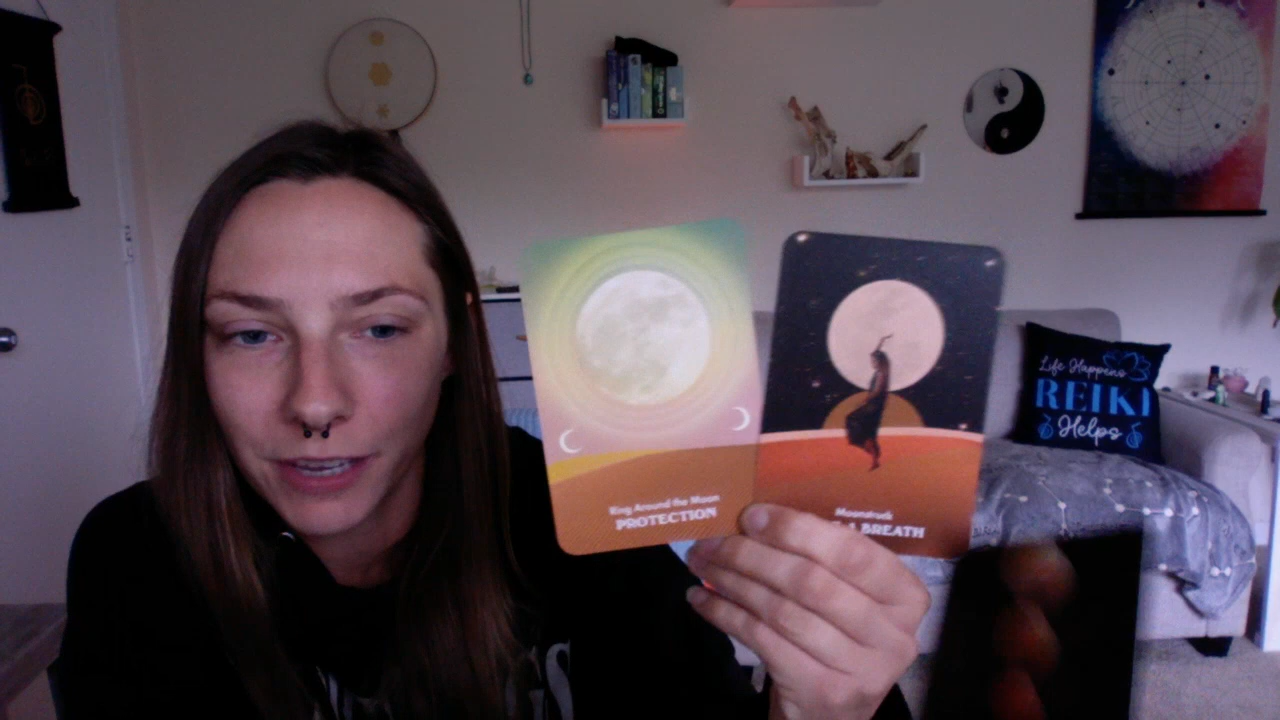 Ring Around the Moon
PROTECTION
Moonstruck
A BREATH
Life Happens
REIKI
Helps